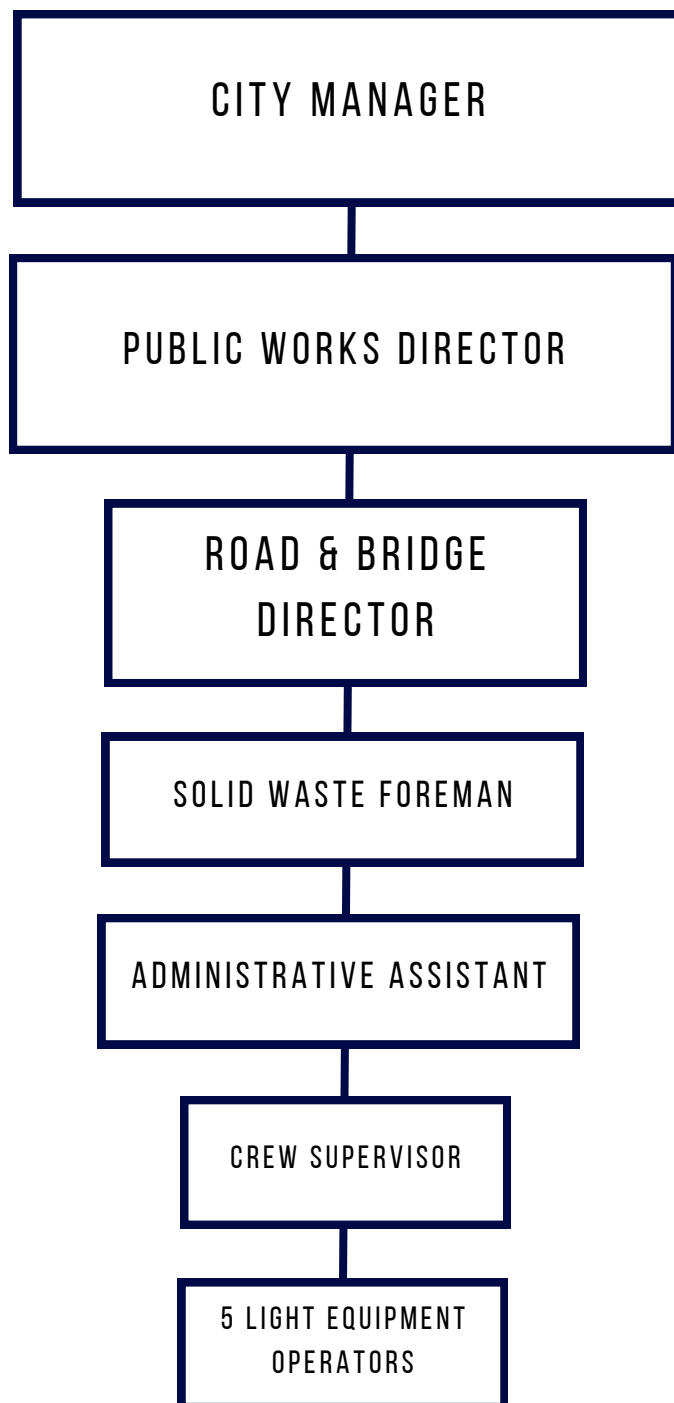 CITY MANAGER
PUBLIC WORKS DIRECTOR
ROAD & BRIDGE
DIRECTOR
SOLID WASTE FOREMAN
ADMINISTRATIVE ASSISTANT
CREW SUPERVISOR
5 LIGHT EQUIPMENT
OPERATORS